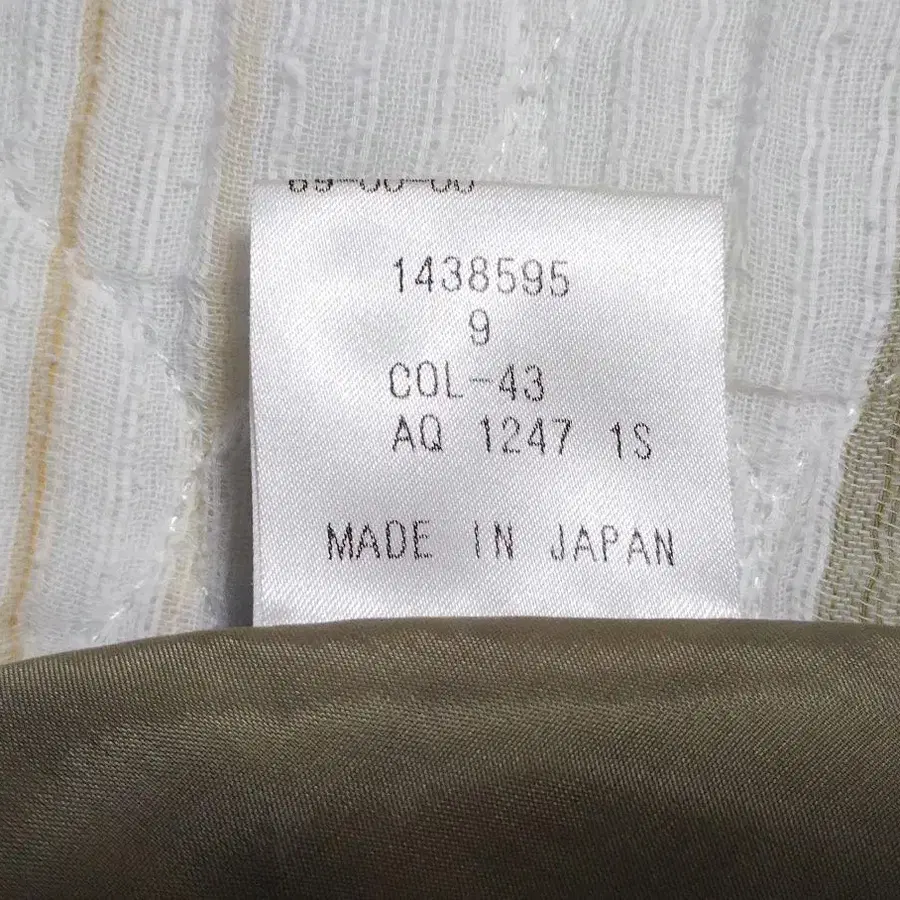 1438595
9
COL-43
AQ 1247 1S
MADE IN JAPAN